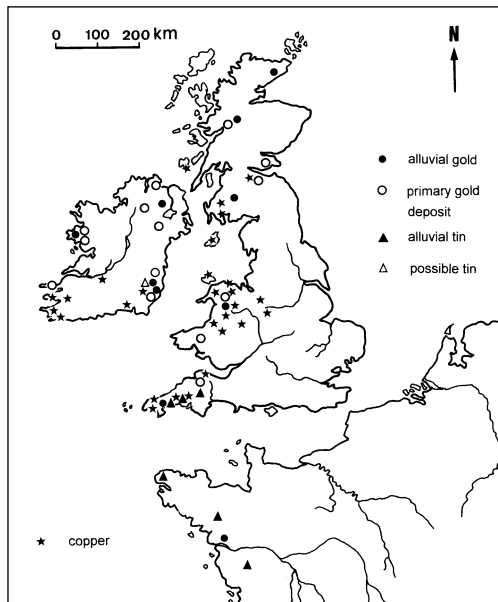 0 100 200 km
N
alluvial gold
primary gold
deposit
alluvial tin
possible tin
copper